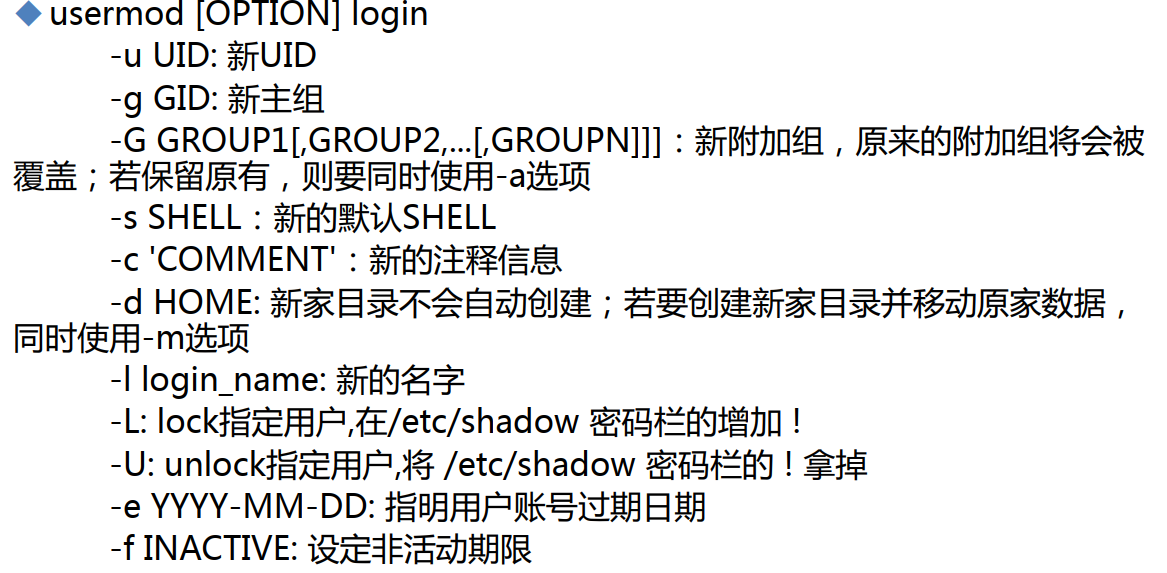 ◆usermod [OPTION] login
-u UID: 新UID
-g GID: 新主组
-G GROUP1[,GROUP2,...[,GROUPN]]]：新附加组，原来的附加组将会被
覆盖；若保留原有，则要同时使用-a选项
-s SHELL：新的默认SHELL
-c 'COMMENT'：新的注释信息
-d HOME: 新家目录不会自动创建；若要创建新家目录并移动原家数据，
同时使用-m选项
-l login_name: 新的名字
-L: lock指定用户,在/etc/shadow 密码栏的增加 !
-U: unlock指定用户,将 /etc/shadow 密码栏的 ! 拿掉
-e YYYY-MM-DD: 指明用户账号过期日期
-f INACTIVE: 设定非活动期限